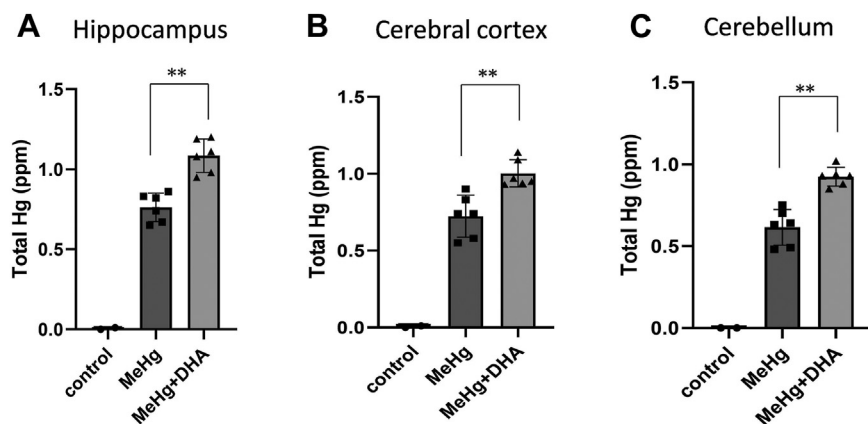 A Hippocampus
**
Total Hg (ppm)
1.5
1.0
0.5
0.0
control
MeHg
MeHg+DHA
B Cerebral cortex
**
Total Hg (ppm)
1.5
1.0
0.5
0.0
control
MeHg
MeHg+DHA
C Cerebellum
**
Total Hg (ppm)
1.5
1.0
0.5
0.0
control
MeHg
MeHg+DHA